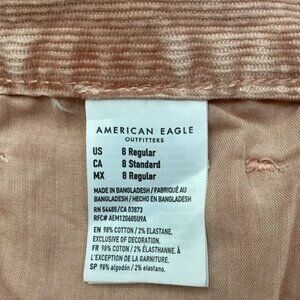 AMERICAN EAGLE
OUTFITTERS
US 8 Regular
CA 8 Standard
MX 8 Regular
MADE IN BANGLADESH / FABRIQUÉ AU
BANGLADESH / HECHO EN BANGLADESH
RN 54485/CA 03873
RFC# AEM120605U9A
EN 98% COTTON / 2% ELASTANE.
EXCLUSIVE OF DECORATION.
FR 98% COTON / 2% ÉLASTHANNE. À
L'EXCEPTION DE LA GARNITURE.
SP 98% algodón / 2% elastano.